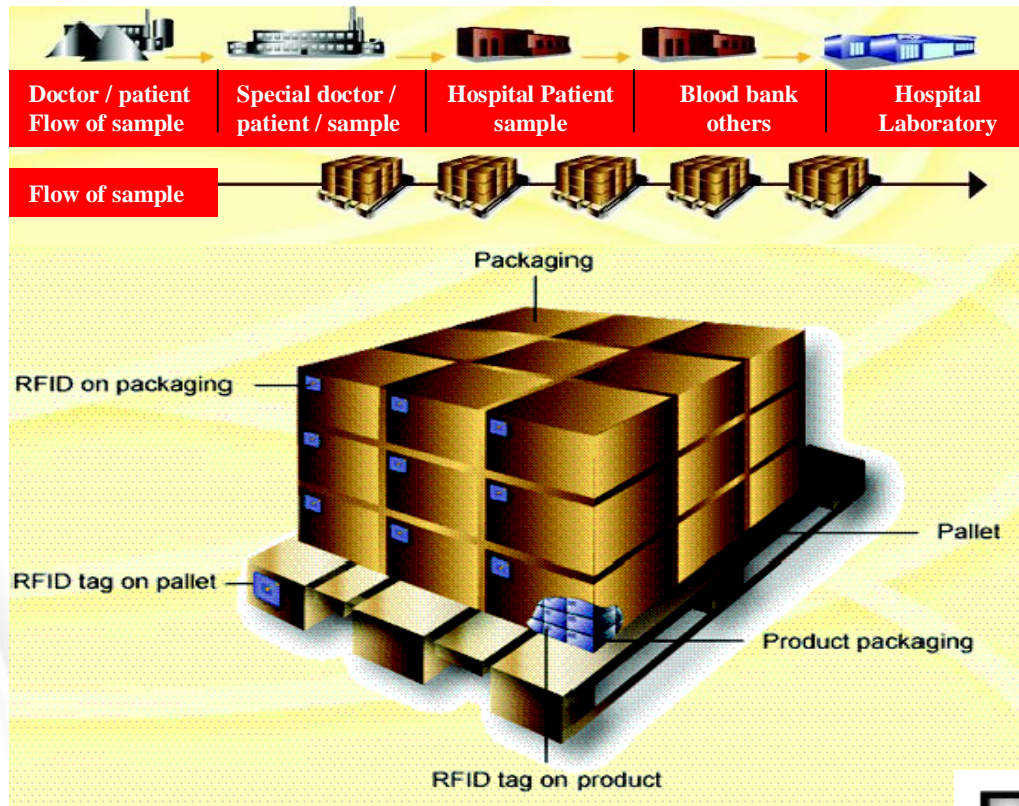 Doctor / patient
Flow of sample
Special doctor /
patient / sample
Hospital Patient
sample
Blood bank
others
Hospital
Laboratory
Flow of sample
Packaging
RFID on packaging
Pallet
RFID tag on pallet
Product packaging
RFID tag on product